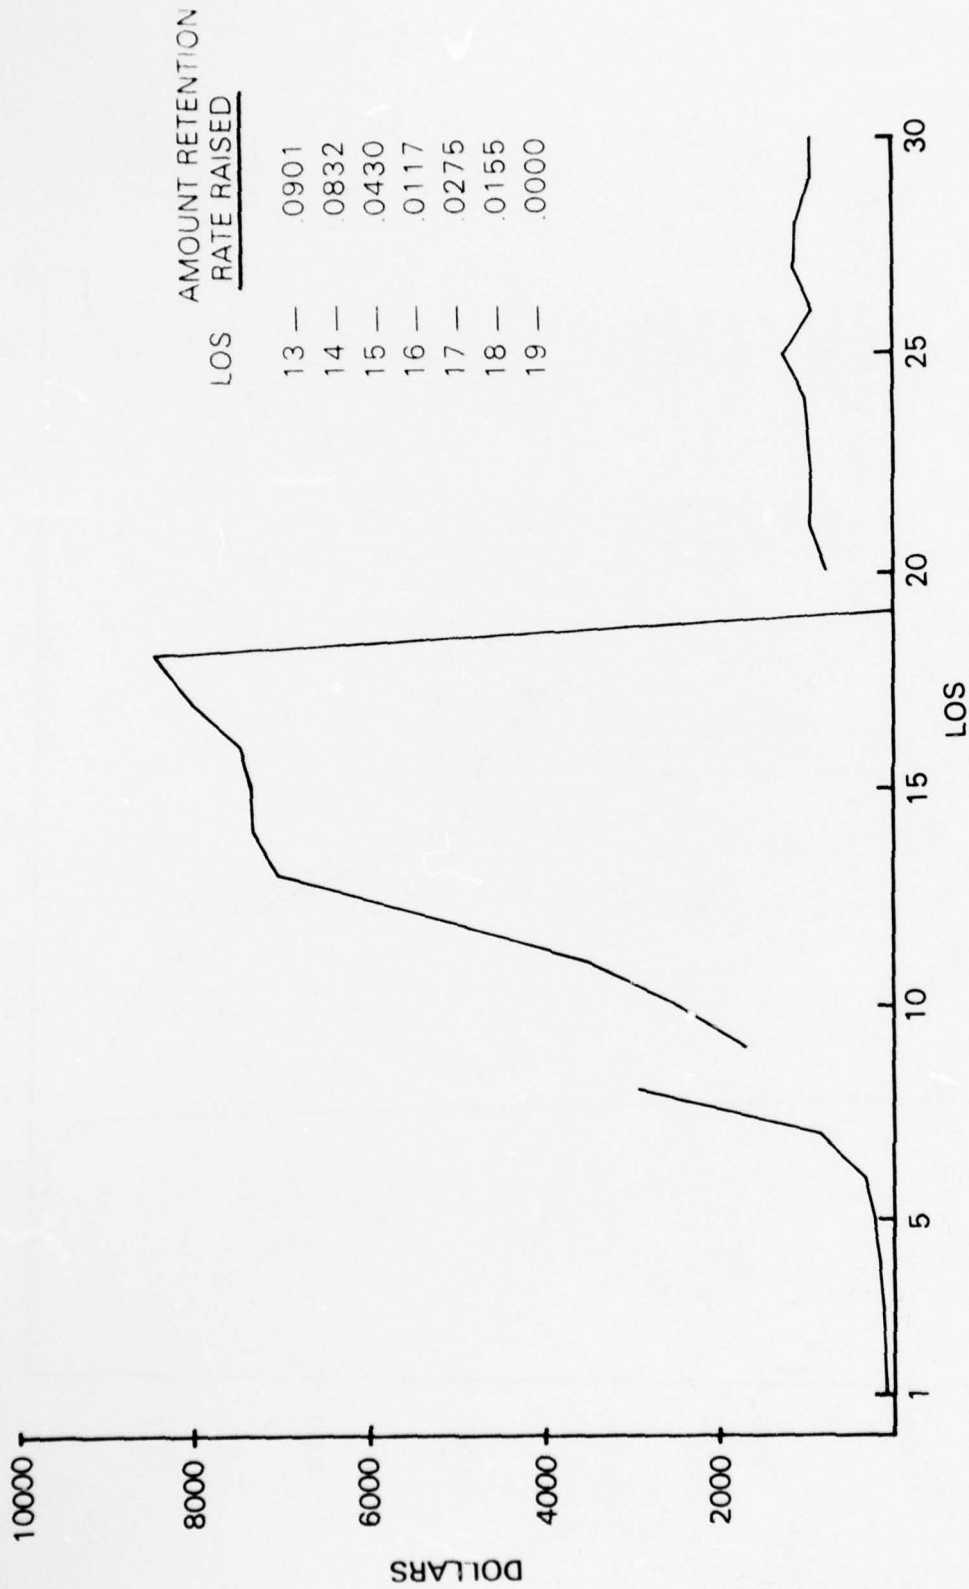 AMOUNT RETENTION
LOS RATE RAISED
13 — .0901
14 — .0832
15 — .0430
16 — .0117
17 — .0275
18 — .0155
19 — .0000
10000
8000
6000
4000
2000
DOLLARS
1 5 10 15 20 25 30
LOS